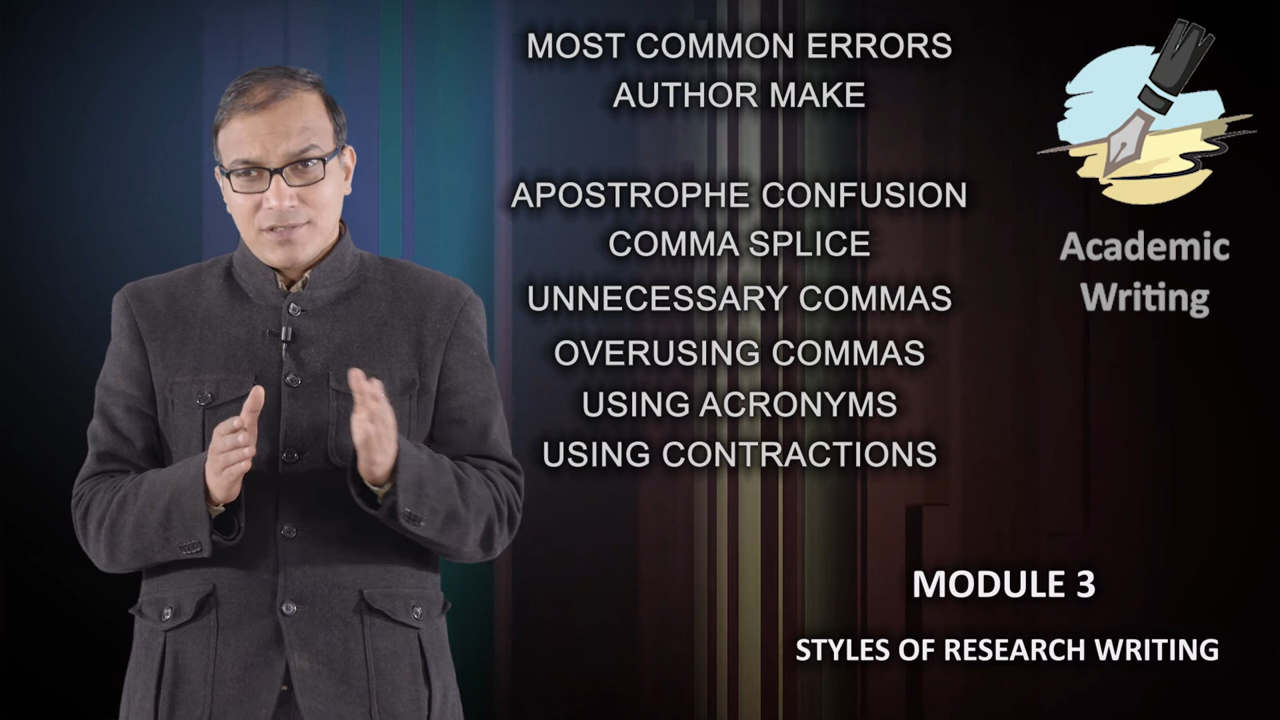 MOST COMMON ERRORS
AUTHOR MAKE
APOSTROPHE CONFUSION
COMMA SPLICE
UNNECESSARY COMMAS
OVERUSING COMMAS
USING ACRONYMS
USING CONTRACTIONS
Academic
Writing
MODULE 3
STYLES OF RESEARCH WRITING